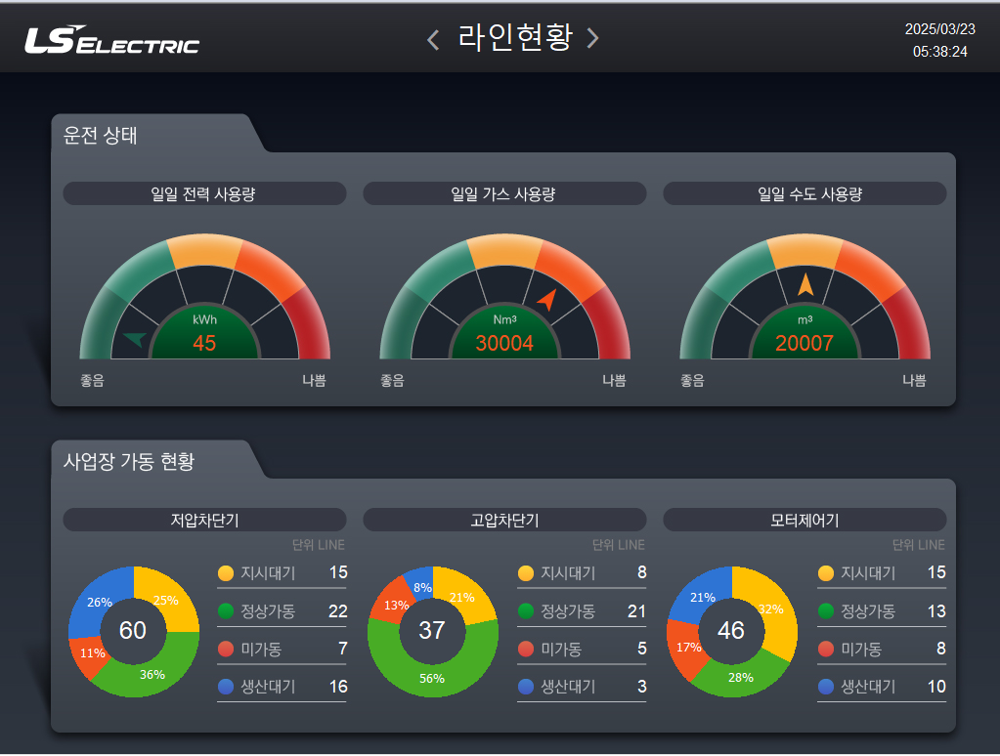 LS ELECTRIC
라인현황
2025/03/23
05:38:24
운전 상태
일일 전력 사용량
kWh
45
좋음
나쁨
일일 가스 사용량
Nm³
30004
좋음
나쁨
일일 수도 사용량
m³
20007
좋음
나쁨
사업장 가동 현황
저압차단기
단위 LINE
26%
25%
60
11%
36%
지시대기 15
정상가동 22
미가동 7
생산대기 16
고압차단기
단위 LINE
8%
21%
13%
37
56%
지시대기 8
정상가동 21
미가동 5
생산대기 3
모터제어기
단위 LINE
21%
32%
46
17%
28%
지시대기 15
정상가동 13
미가동 8
생산대기 10